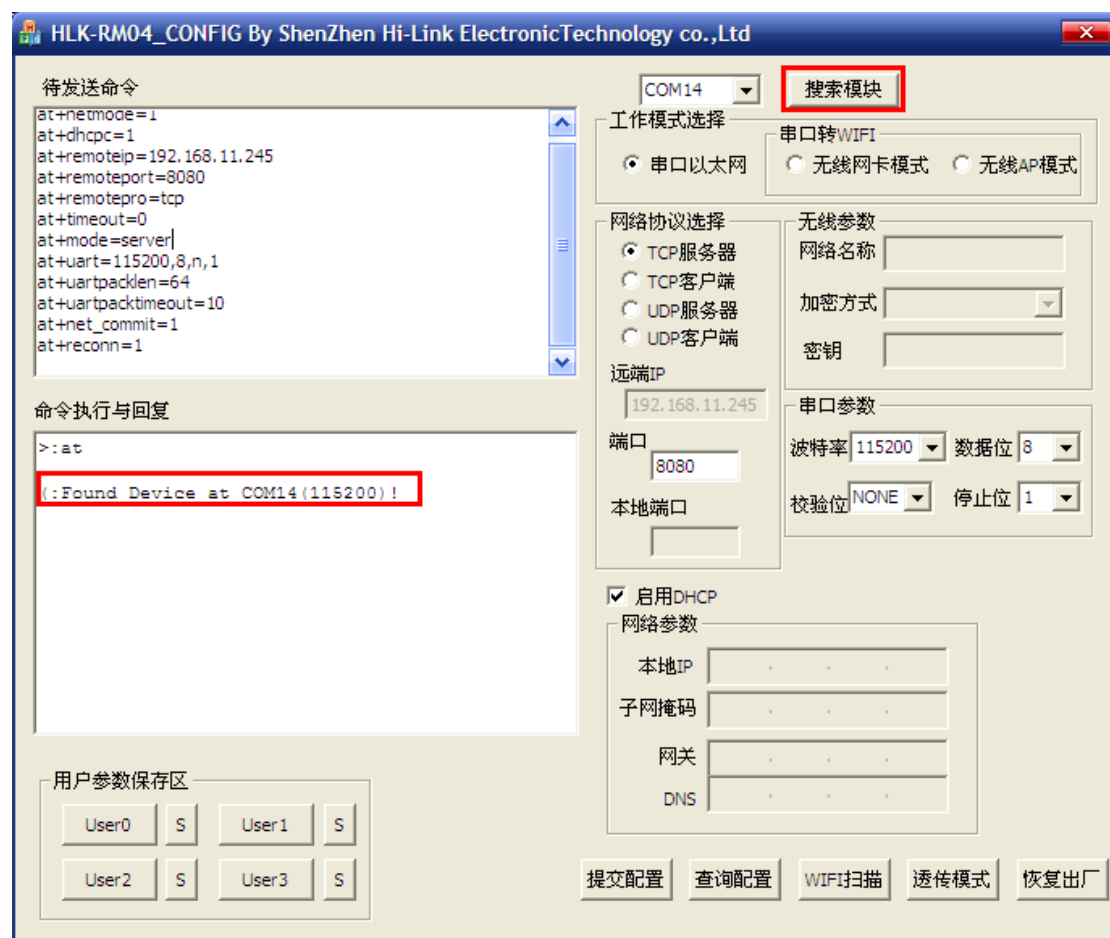 HLK-RM04_CONFIG By ShenZhen Hi-Link ElectronicTechnology co.,Ltd
待发送命令
at+netmode=1
at+dhcpc=1
at+remoteip=192.168.11.245
at+remoteport=8080
at+remotepro=tcp
at+timeout=0
at+mode=server
at+uart=115200,8,n,1
at+uartpacklen=64
at+uartpacktimeout=10
at+net_commit=1
at+reconn=1
命令执行与回复
>:at
(:Found Device at COM14(115200)!
用户参数保存区
User0 S User1 S
User2 S User3 S
COM14 搜索模块
工作模式选择
串口以太网
串口转WIFI
无线网卡模式 无线AP模式
网络协议选择
TCP服务器
TCP客户端
UDP服务器
UDP客户端
远端IP
192.168.11.245
端口
8080
本地端口
无线参数
网络名称
加密方式
密钥
串口参数
波特率 115200 数据位 8
校验位 NONE 停止位 1
启用DHCP
网络参数
本地IP . . .
子网掩码 . . .
网关 . . .
DNS . . .
提交配置 查询配置 WIFI扫描 透传模式 恢复出厂